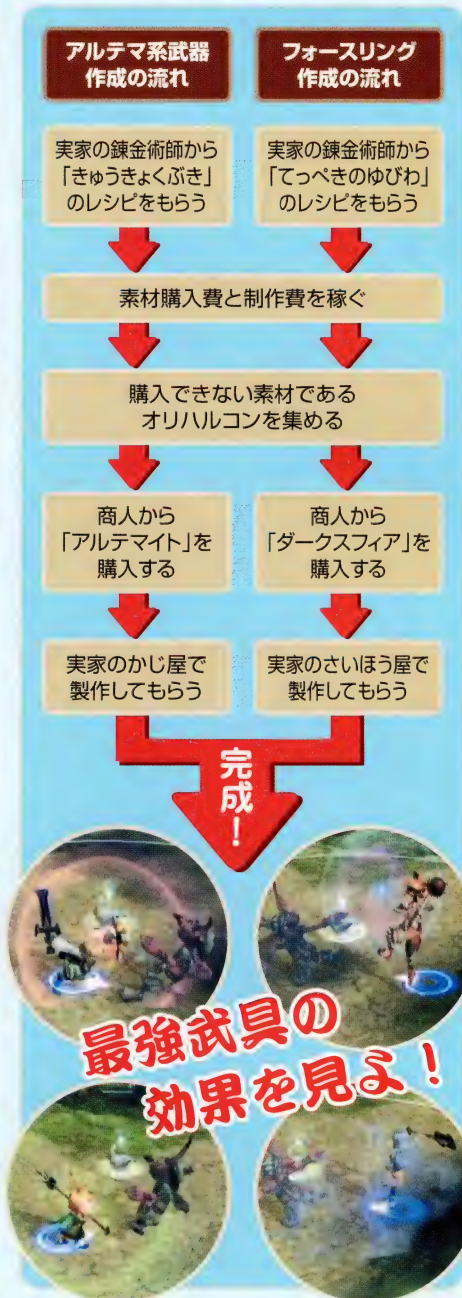 アルテマ系武器
作成の流れ
フォースリング
作成の流れ
実家の錬金術師から
「きゅうきょくぶき」
のレシピをもらう
実家の錬金術師から
「てっぺきのゆびわ」
のレシピをもらう
素材購入費と制作費を稼ぐ
購入できない素材である
オリハルコンを集める
商人から
「アルテマイト」を
購入する
商人から
「ダークスフィア」を
購入する
実家のかじ屋で
製作してもらう
実家のさいほう屋で
製作してもらう
完成！
最強武具の
効果を見よ！